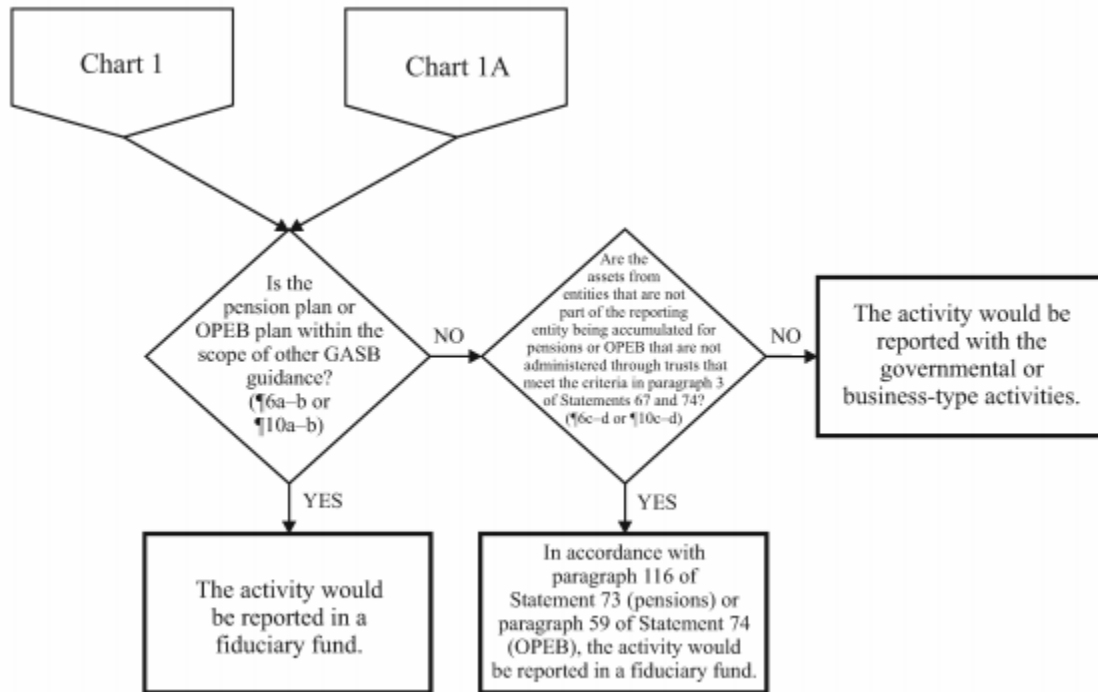 Chart 1
Chart 1A
Is the
pension plan or
OPEB plan within the
scope of other GASB
guidance?
(¶6a–b or
¶10a–b)
NO
Are the
assets from
entities that are not
part of the reporting
entity being accumulated for
pensions or OPEB that are not
administered through trusts that
meet the criteria in paragraph 3
of Statements 67 and 74?
(¶6c–d or ¶10c–d)
NO
The activity would be
reported with the
governmental or
business-type activities.
YES
The activity would
be reported in a
fiduciary fund.
YES
In accordance with
paragraph 116 of
Statement 73 (pensions) or
paragraph 59 of Statement 74
(OPEB), the activity would
be reported in a fiduciary fund.